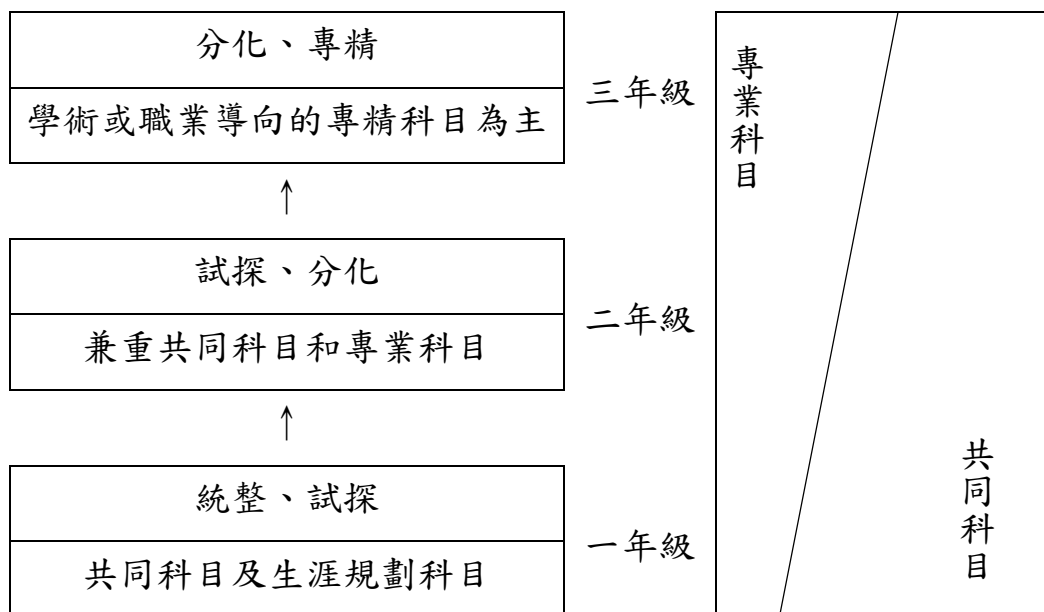 分化、專精
學術或職業導向的專精科目為主
三年級
↑
試探、分化
兼重共同科目和專業科目
二年級
↑
統整、試探
共同科目及生涯規劃科目
一年級
專業科目
共同科目